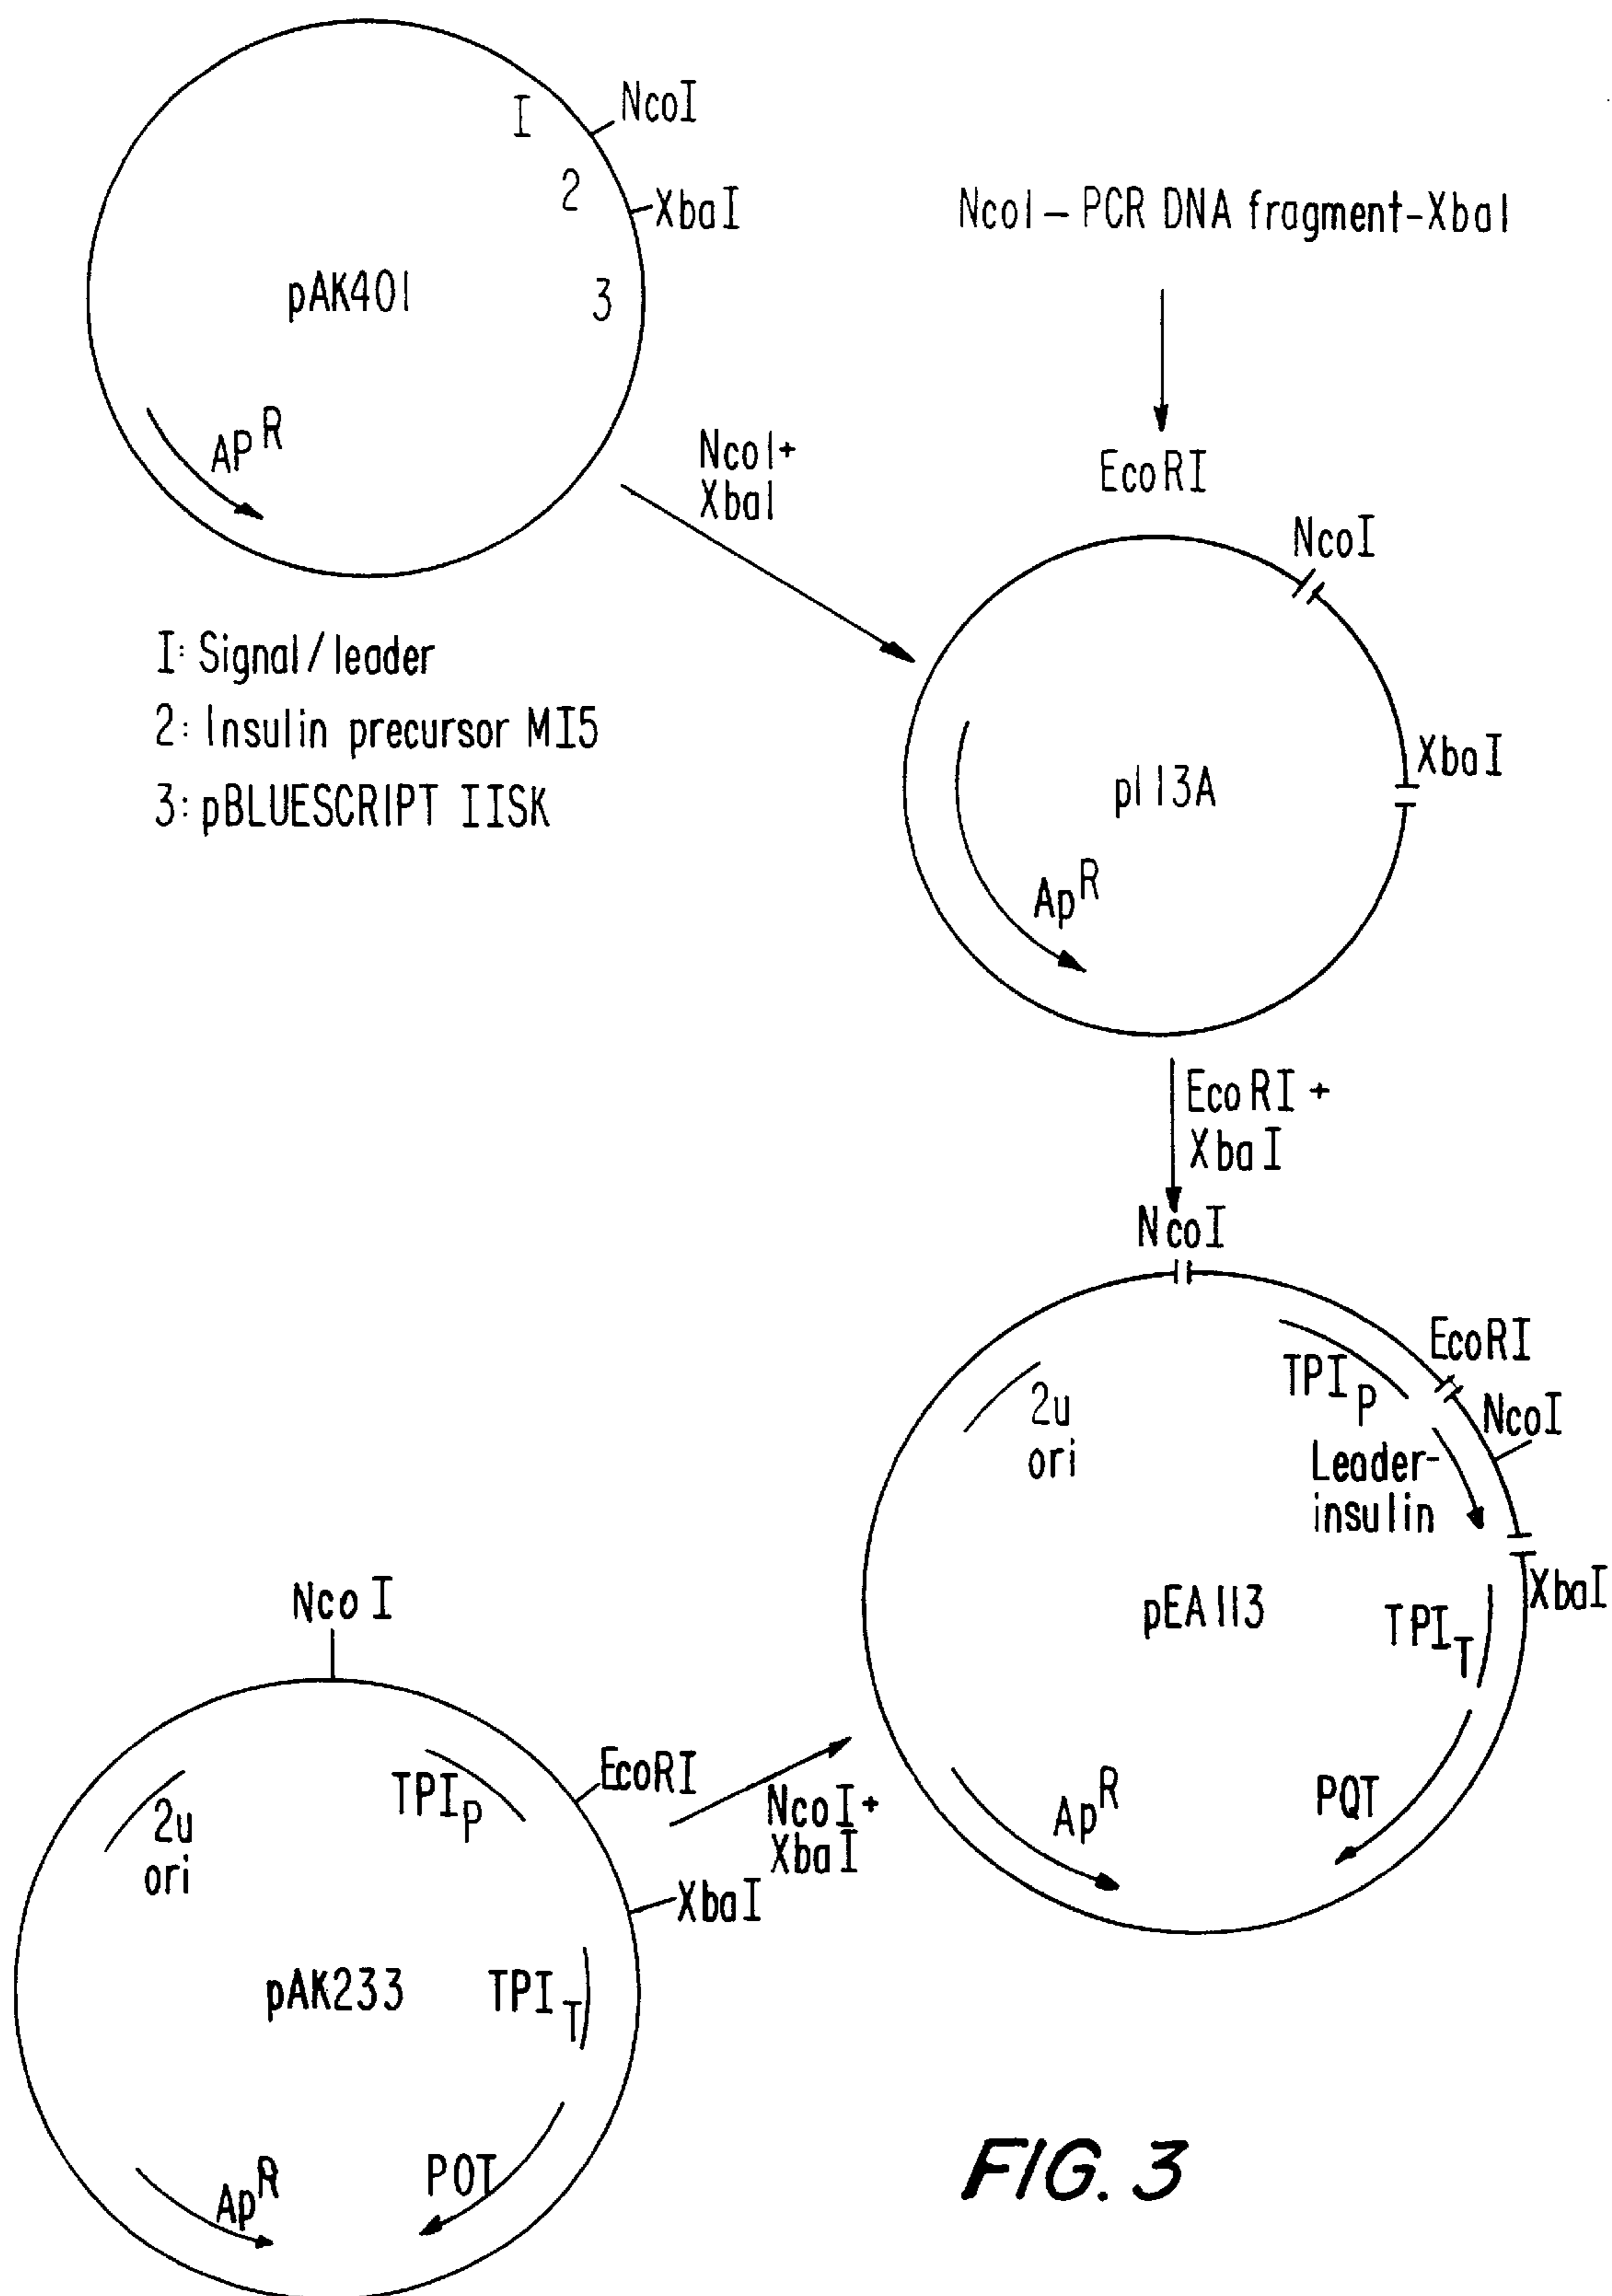 I
NcoI
2
XbaI
pAK401
3
APR
I: Signal/leader
2: Insulin precursor MI5
3: pBLUESCRIPT IISK
NcoI – PCR DNA fragment-XbaI
NcoI+
XbaI
EcoRI
NcoI
XbaI
p113A
ApR
EcoRI +
XbaI
NcoI
EcoRI
TPIP
NcoI
2u
ori
Leader-
insulin
XbaI
pEA113
TPIT
PQT
ApR
Nco I
EcoRI
TPIP
2u
ori
NcoI+
XbaI
XbaI
pAK233
TPIT
POT
ApR
FIG. 3